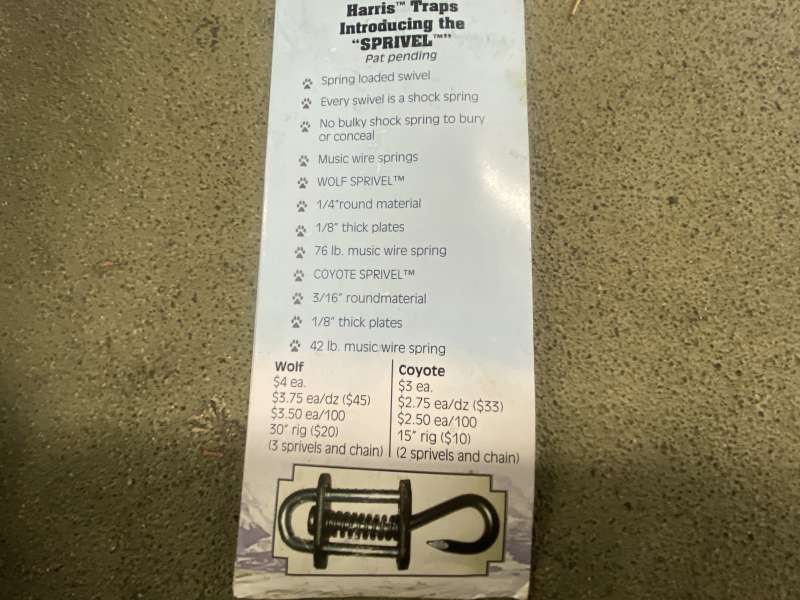 Harris™ Traps
Introducing the
"SPRIVEL™"
Pat pending
Spring loaded swivel
Every swivel is a shock spring
No bulky shock spring to bury
or conceal
Music wire springs
WOLF SPRIVEL™
1/4"round material
1/8" thick plates
76 lb. music wire spring
COYOTE SPRIVEL™
3/16" roundmaterial
1/8" thick plates
42 lb. music wire spring
Wolf
$4 ea.
$3.75 ea/dz ($45)
$3.50 ea/100
30" rig ($20)
(3 sprivels and chain)
Coyote
$3 ea.
$2.75 ea/dz ($33)
$2.50 ea/100
15" rig ($10)
(2 sprivels and chain)